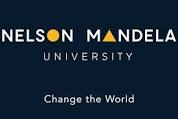 NELSON MANDELA
UNIVERSITY
Change the World